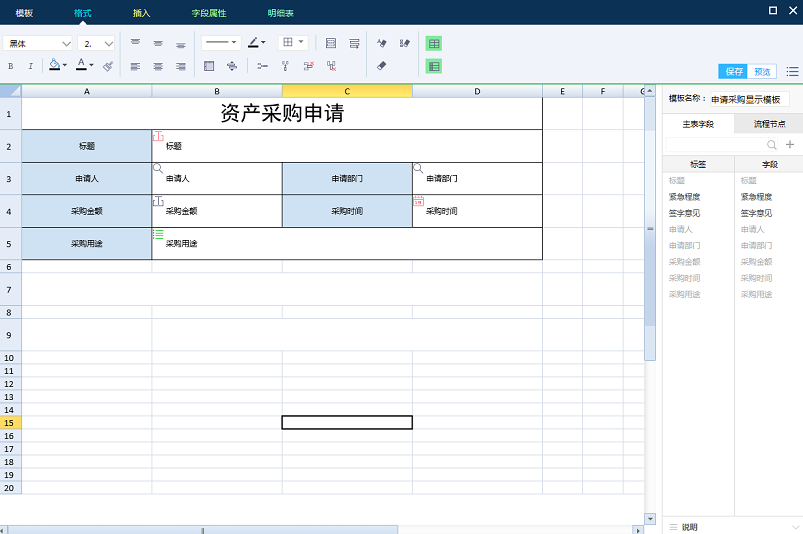 模板 格式 插入 字段属性 明细表
黑体 2.
B I A
保存 预览
A B C D E F G
1 资产采购申请
2 标题 标题
3 申请人 申请人 申请部门 申请部门
4 采购金额 采购金额 采购时间 采购时间
5 采购用途 采购用途
6
7
8
9
10
11
12
13
14
15
16
17
18
19
20
模板名称： 申请采购显示模板
主表字段 流程节点
标签 字段
标题 标题
紧急程度 紧急程度
签字意见 签字意见
申请人 申请人
申请部门 申请部门
采购金额 采购金额
采购时间 采购时间
采购用途 采购用途
说明